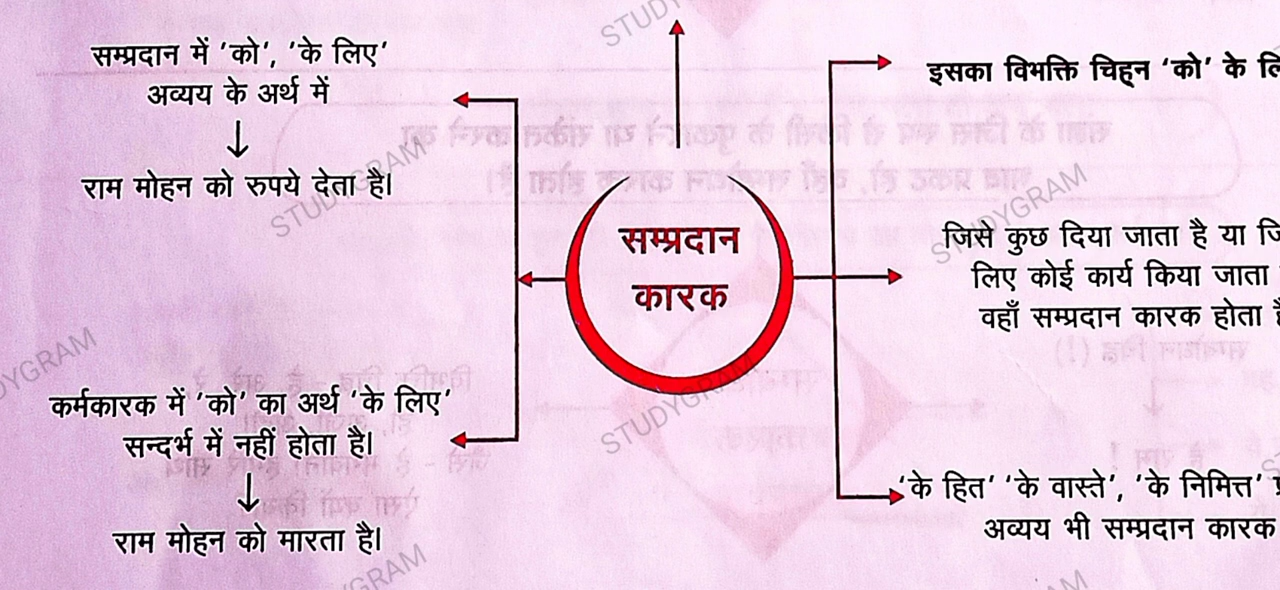 सम्प्रदान में 'को', 'के लिए'
अव्यय के अर्थ में
राम मोहन को रुपये देता है।
कर्मकारक में 'को' का अर्थ 'के लिए'
सन्दर्भ में नहीं होता है।
राम मोहन को मारता है।
सम्प्रदान
कारक
इसका विभक्ति चिह्न 'को' के
जिसे कुछ दिया जाता है या
लिए कोई कार्य किया जाता
वहाँ सम्प्रदान कारक होता
'के हित' 'के वास्ते', 'के निमित्त'
अव्यय भी सम्प्रदान कारक
STUDYGRAM
STUDYGRAM
STUDYGRAM